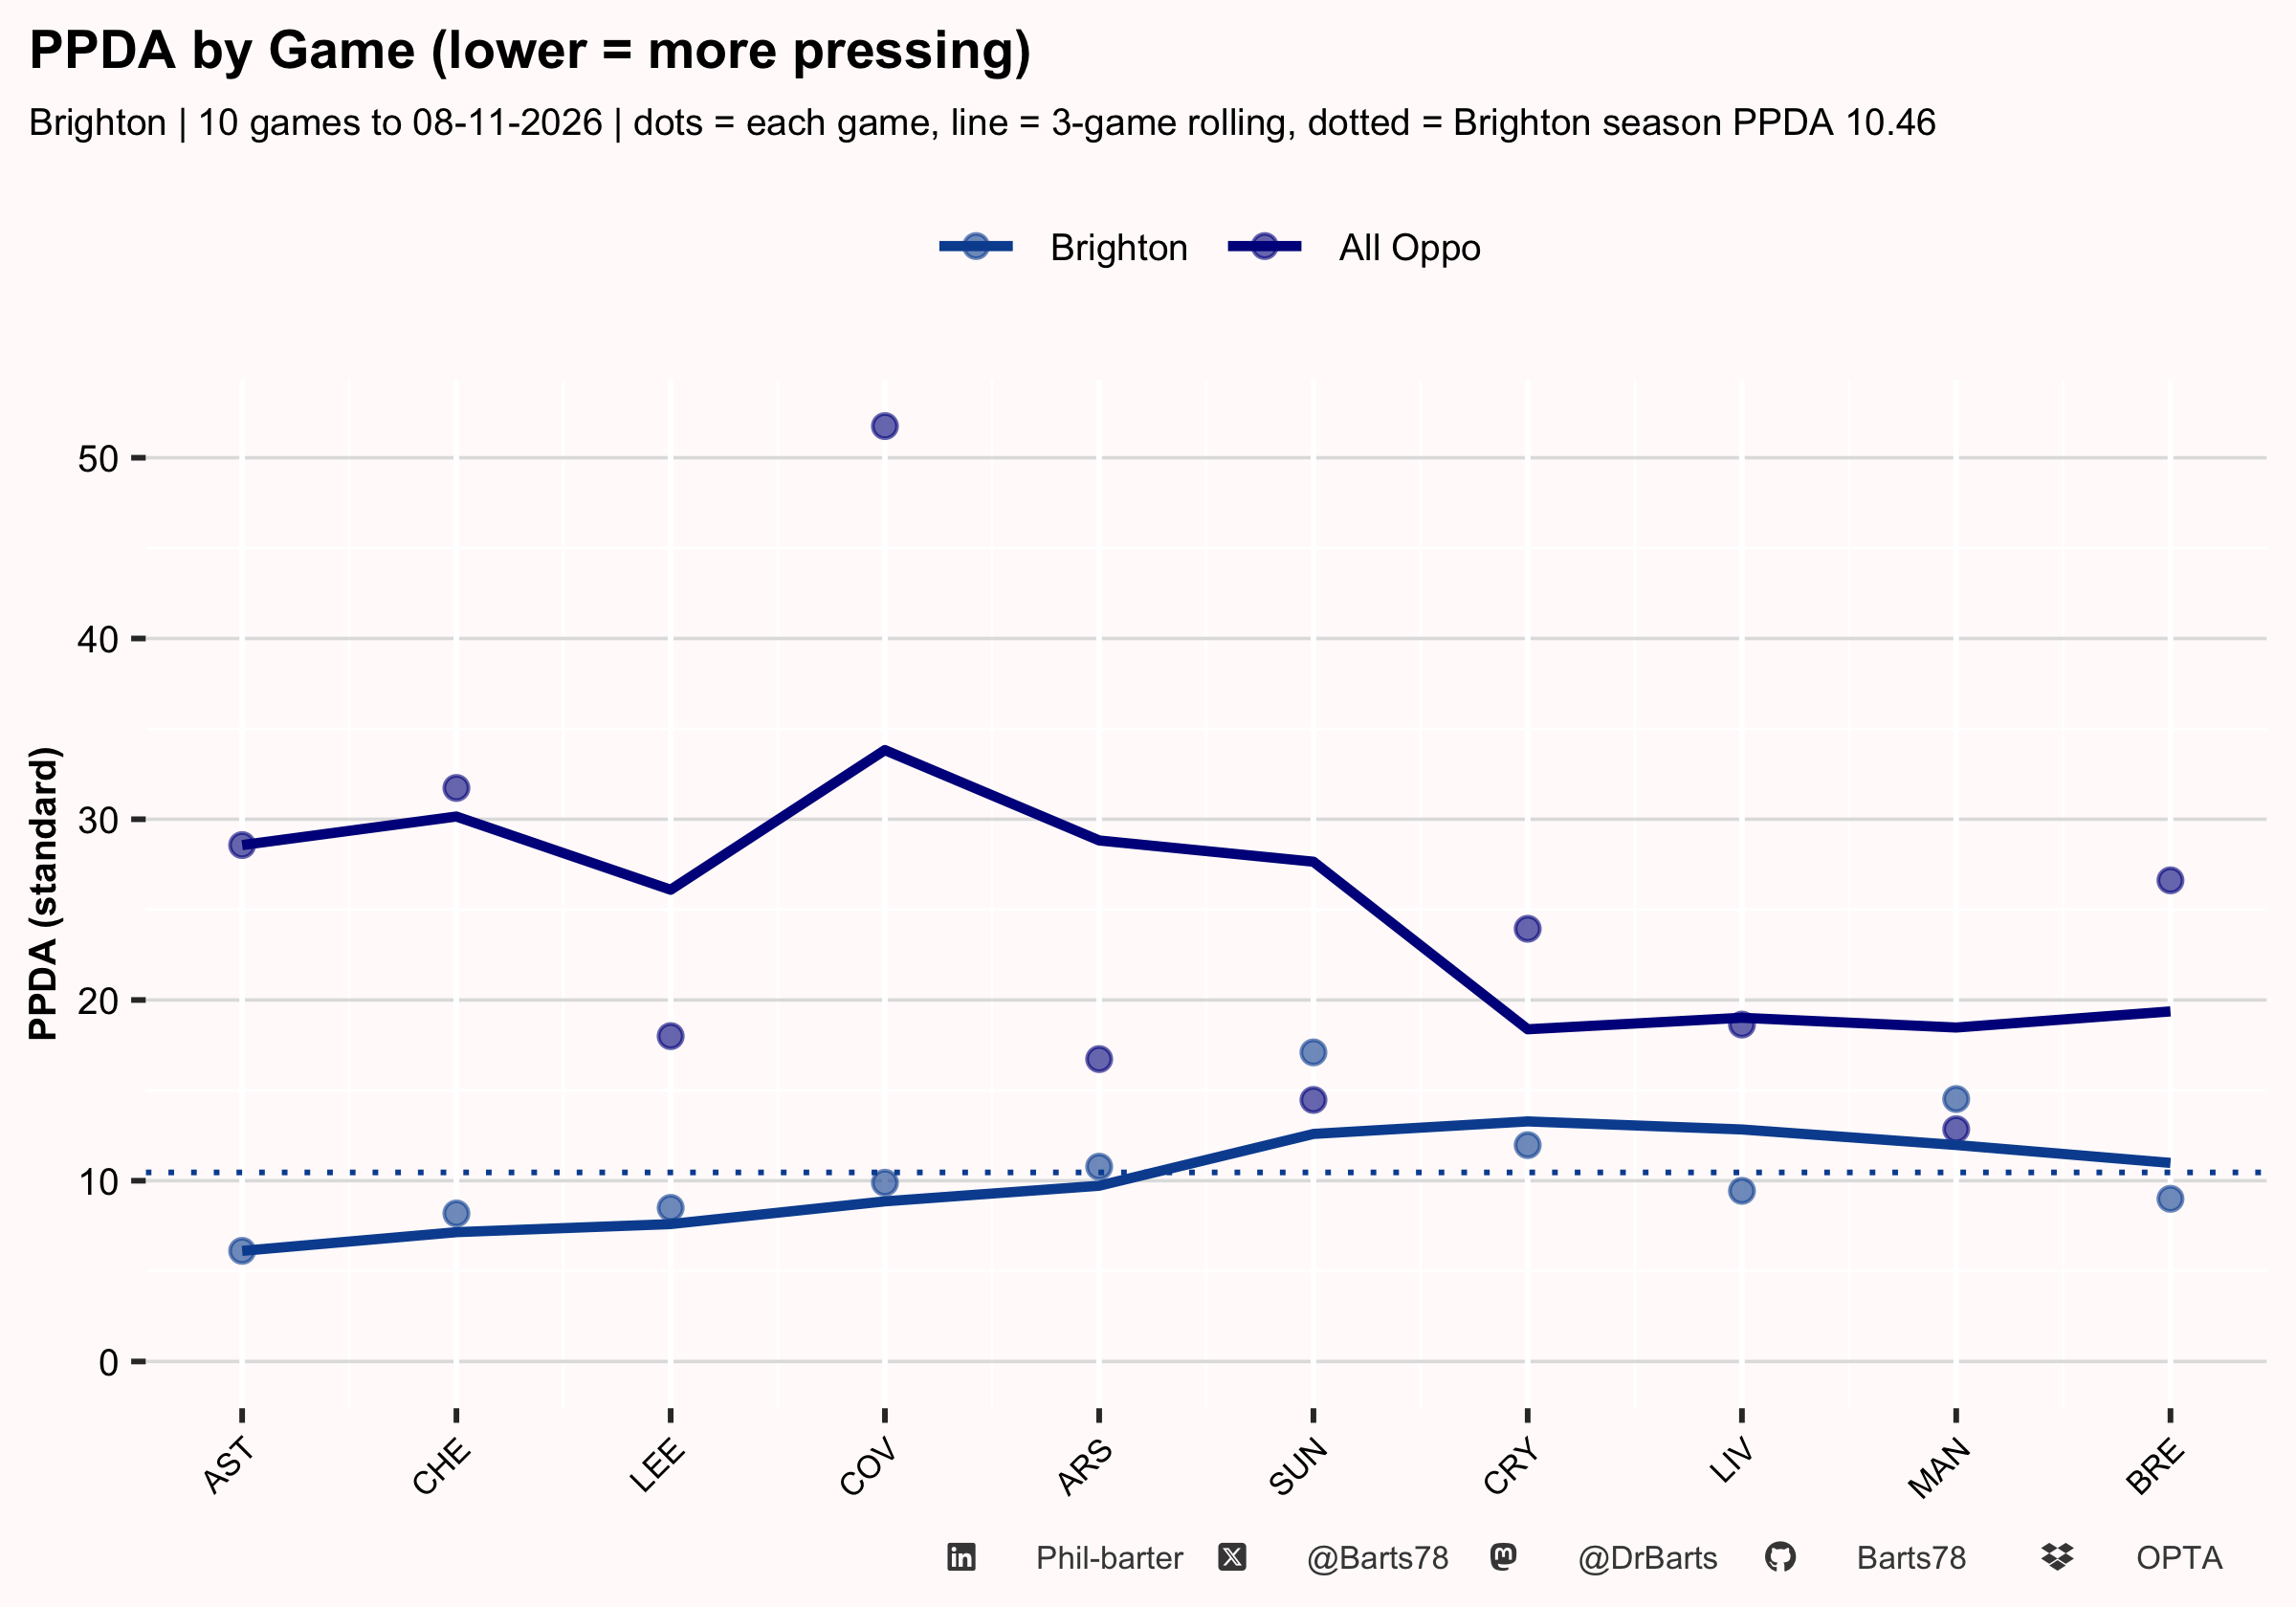 PPDA by Game (lower = more pressing)
Brighton | 10 games to 08-11-2026 | dots = each game, line = 3-game rolling, dotted = Brighton season PPDA 10.46
Brighton All Oppo
PPDA (standard)
50
40
30
20
10
0
AST CHE LEE COV ARS SUN CRY LIV MAN BRE
Phil-barter @Barts78 @DrBarts Barts78 OPTA